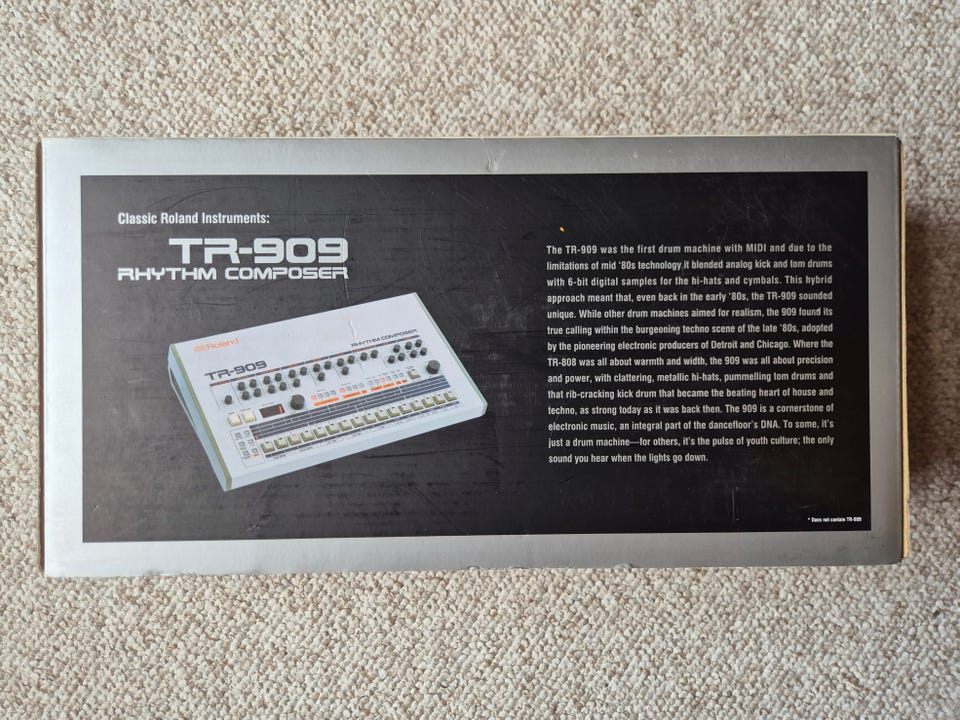 Classic Roland Instruments:
TR-909
RHYTHM COMPOSER
Roland
RHYTHM COMPOSER
TR-909
The TR-909 was the first drum machine with MIDI and due to the
limitations of mid '80s technology it blended analog kick and tom drums
with 6-bit digital samples for the hi-hats and cymbals. This hybrid
approach meant that, even back in the early '80s, the TR-909 sounded
unique. While other drum machines aimed for realism, the 909 found its
true calling within the burgeoning techno scene of the late '80s, adopted
by the pioneering electronic producers of Detroit and Chicago. Where the
TR-808 was all about warmth and width, the 909 was all about precision
and power, with clattering, metallic hi-hats, pummelling tom drums and
that rib-cracking kick drum that became the beating heart of house and
techno, as strong today as it was back then. The 909 is a cornerstone of
electronic music, an integral part of the dancefloor's DNA. To some, it's
just a drum machine—for others, it's the pulse of youth culture; the only
sound you hear when the lights go down.
* Does not contain TR-909